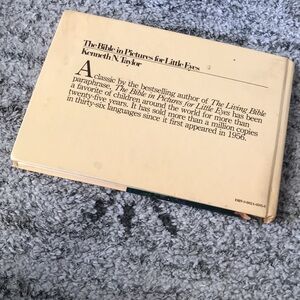 The Bible in Pictures for Little Eyes
Kenneth N. Taylor
A classic by the bestselling author of The Living Bible
paraphrase, The Bible in Pictures for Little Eyes has been
a favorite of children around the world for more than
twenty-five years. It has sold more than a million copies
in thirty-six languages since it first appeared in 1956.